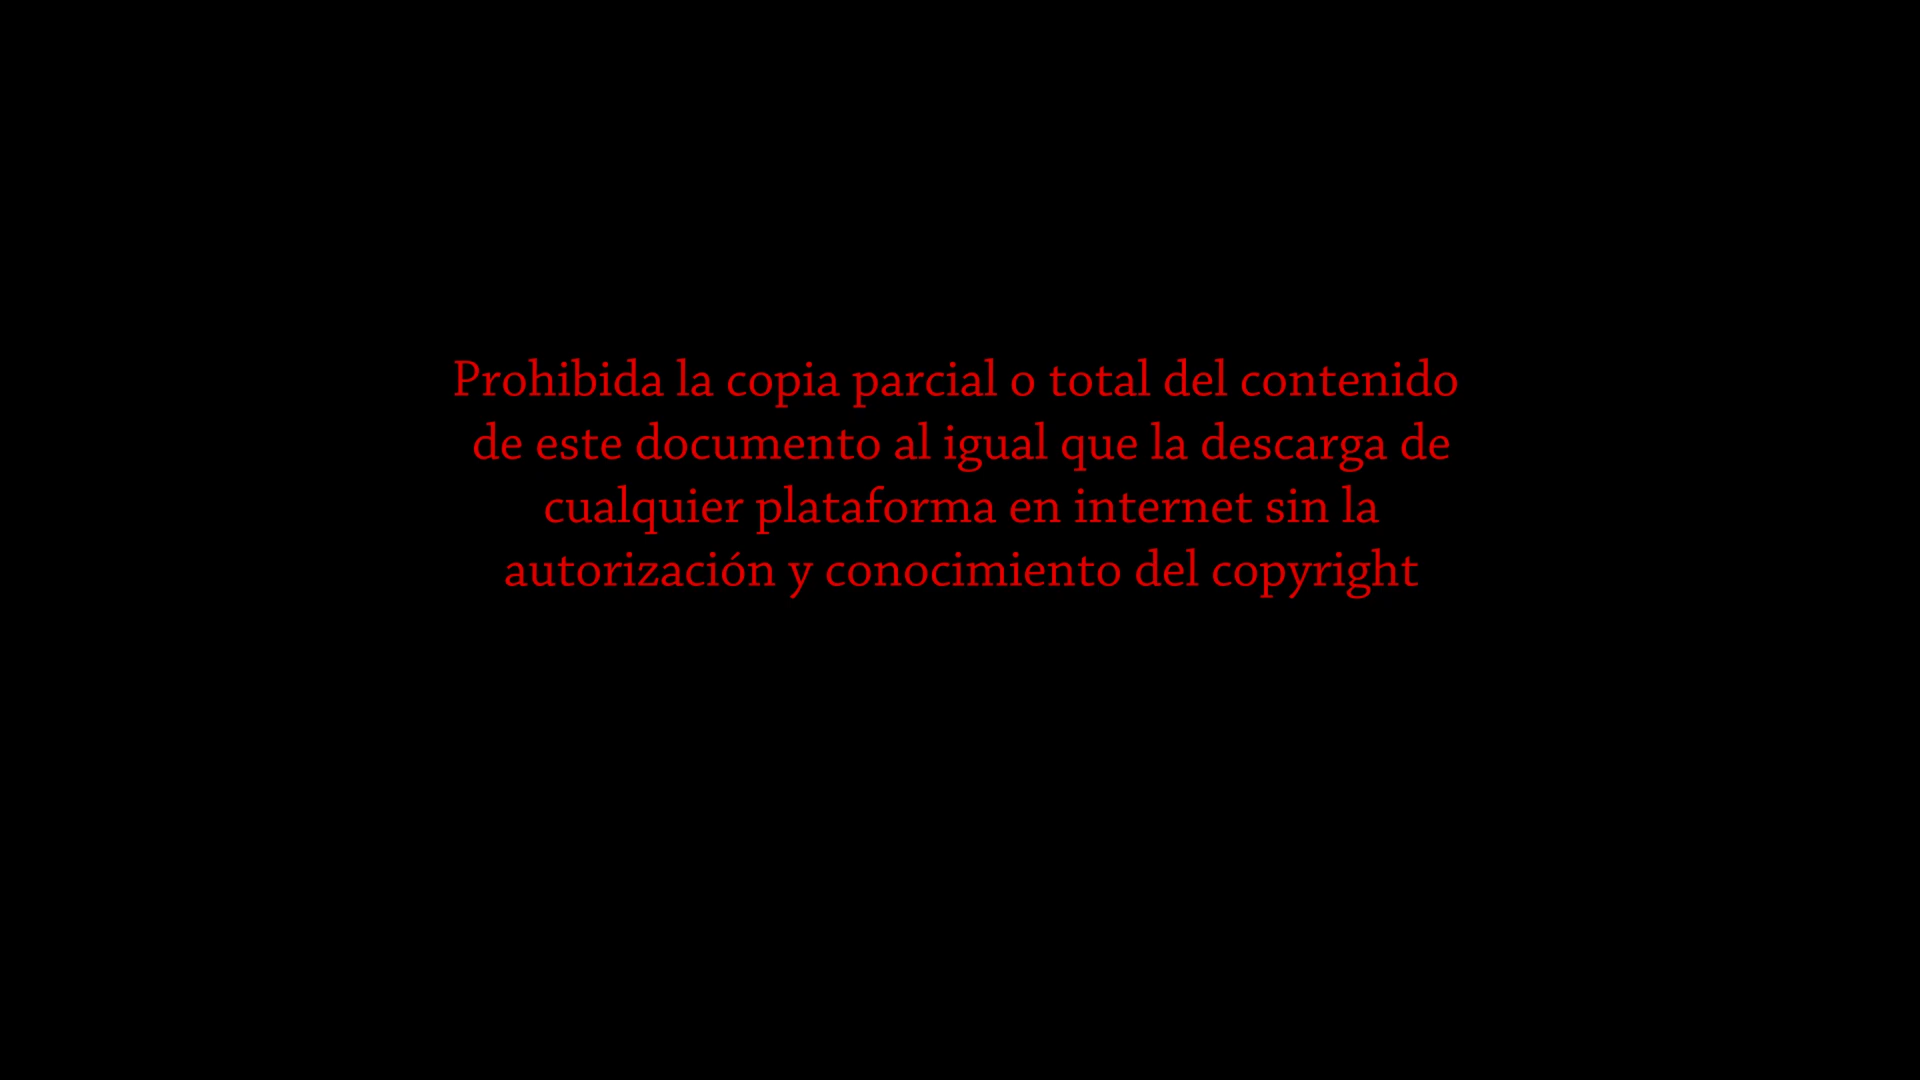 Prohibida la copia parcial o total del contenido
de este documento al igual que la descarga de
cualquier plataforma en internet sin la
autorización y conocimiento del copyright